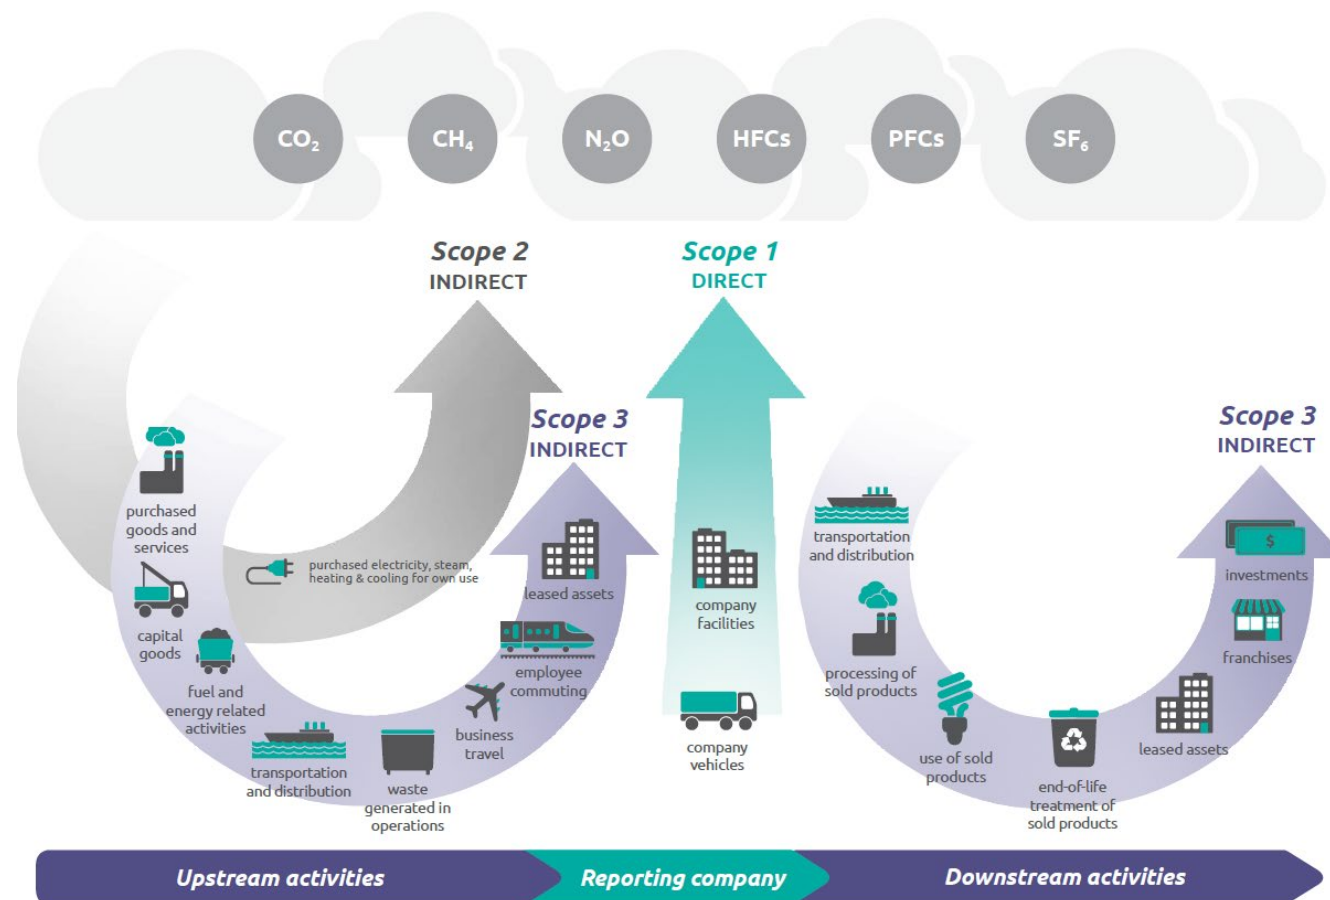 CO₂
CH₄
N₂O
HFCs
PFCs
SF₆
Scope 2
INDIRECT
Scope 1
DIRECT
Scope 3
INDIRECT
Scope 3
INDIRECT
purchased
goods and
services
capital
goods
fuel and
energy related
activities
purchased electricity, steam,
heating & cooling for own use
transportation
and distribution
waste
generated in
operations
business
travel
employee
commuting
leased assets
company
facilities
company
vehicles
transportation
and distribution
processing of
sold products
use of sold
products
end-of-life
treatment of
sold products
leased assets
franchises
$
investments
Upstream activities
Reporting company
Downstream activities